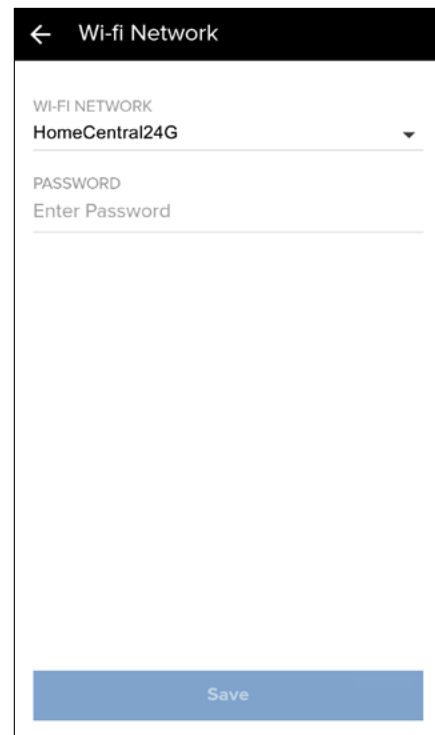 Wi-fi Network
WI-FI NETWORK
HomeCentral24G
PASSWORD
Enter Password
Save